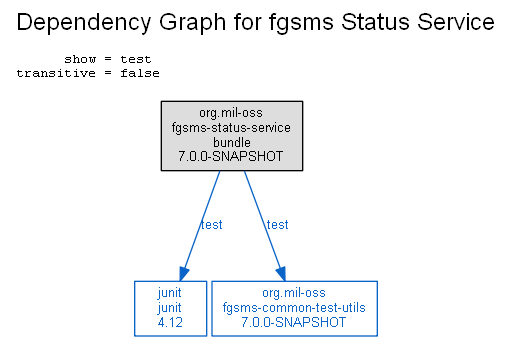 Dependency Graph for fgsms Status Service
show = test
transitive = false
org.mil-oss
fgsms-status-service
bundle
7.0.0-SNAPSHOT
test
test
junit
junit
4.12
org.mil-oss
fgsms-common-test-utils
7.0.0-SNAPSHOT